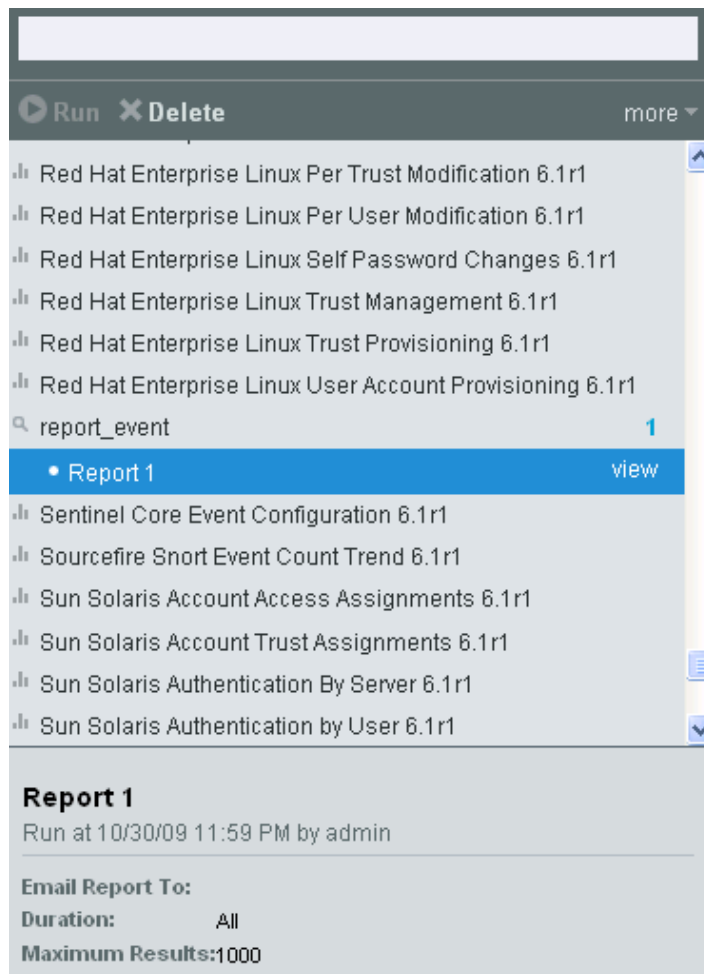 Run Delete more
Red Hat Enterprise Linux Per Trust Modification 6.1r1
Red Hat Enterprise Linux Per User Modification 6.1r1
Red Hat Enterprise Linux Self Password Changes 6.1r1
Red Hat Enterprise Linux Trust Management 6.1r1
Red Hat Enterprise Linux Trust Provisioning 6.1r1
Red Hat Enterprise Linux User Account Provisioning 6.1r1
report_event 1
Report 1 view
Sentinel Core Event Configuration 6.1r1
Sourcefire Snort Event Count Trend 6.1r1
Sun Solaris Account Access Assignments 6.1r1
Sun Solaris Account Trust Assignments 6.1r1
Sun Solaris Authentication By Server 6.1r1
Sun Solaris Authentication by User 6.1r1
Report 1
Run at 10/30/09 11:59 PM by admin
Email Report To:
Duration: All
Maximum Results:1000